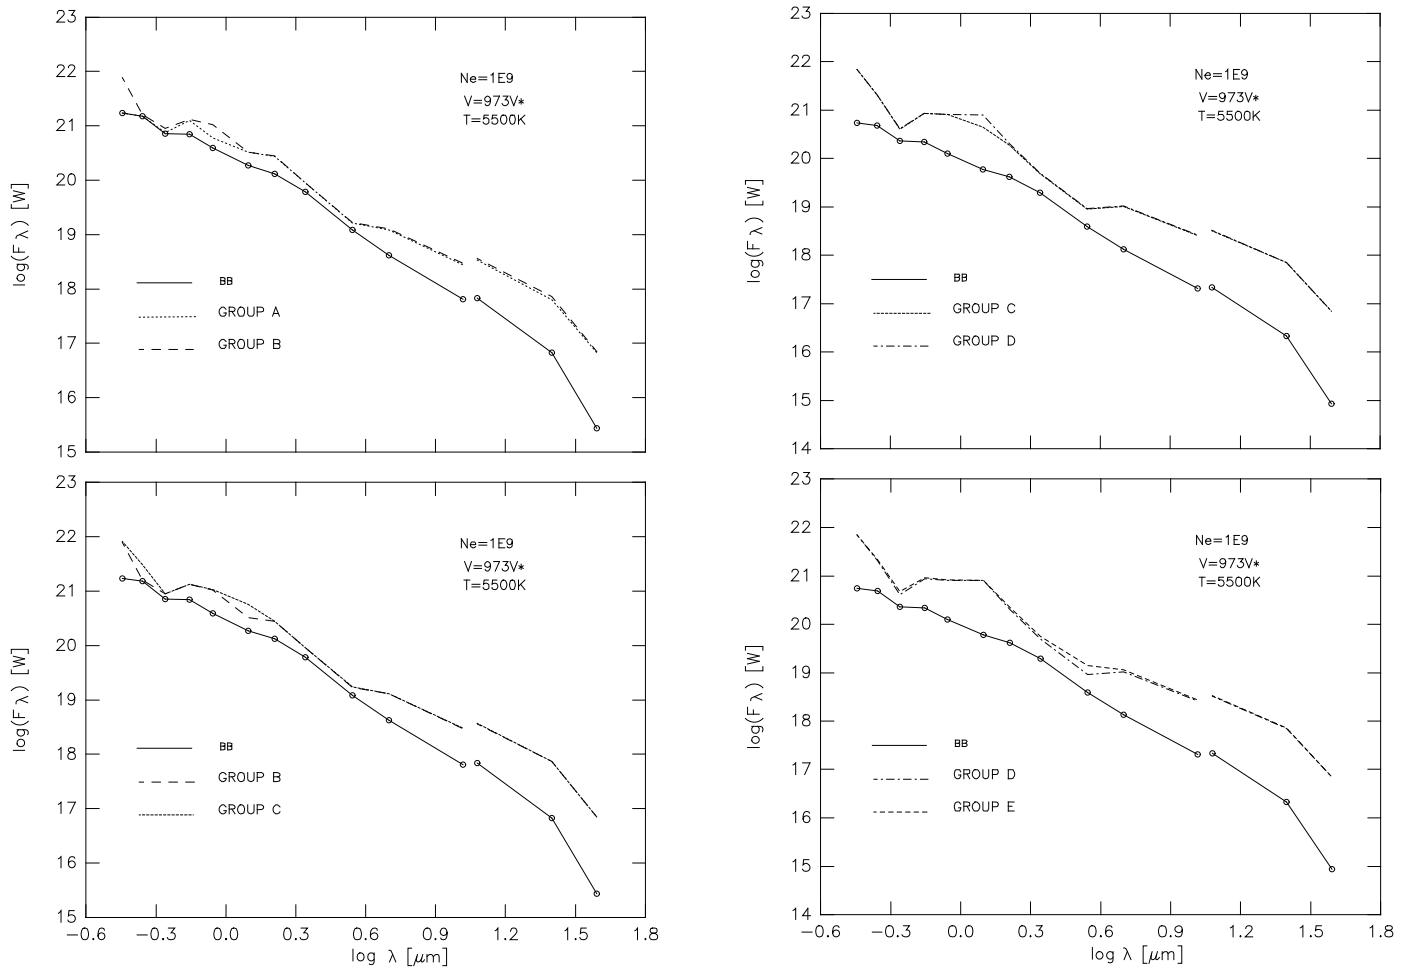 23
22
21
20
19
18
17
16
15
log(F λ) [W]
Ne=1E9
V=973V*
T=5500K
BB
GROUP A
GROUP B
23
22
21
20
19
18
17
16
15
14
log(F λ) [W]
Ne=1E9
V=973V*
T=5500K
BB
GROUP C
GROUP D
23
22
21
20
19
18
17
16
15
log(F λ) [W]
Ne=1E9
V=973V*
T=5500K
BB
GROUP B
GROUP C
−0.6 −0.3 0.0 0.3 0.6 0.9 1.2 1.5 1.8
log λ [μm]
23
22
21
20
19
18
17
16
15
14
log(F λ) [W]
Ne=1E9
V=973V*
T=5500K
BB
GROUP D
GROUP E
−0.6 −0.3 0.0 0.3 0.6 0.9 1.2 1.5 1.8
log λ [μm]